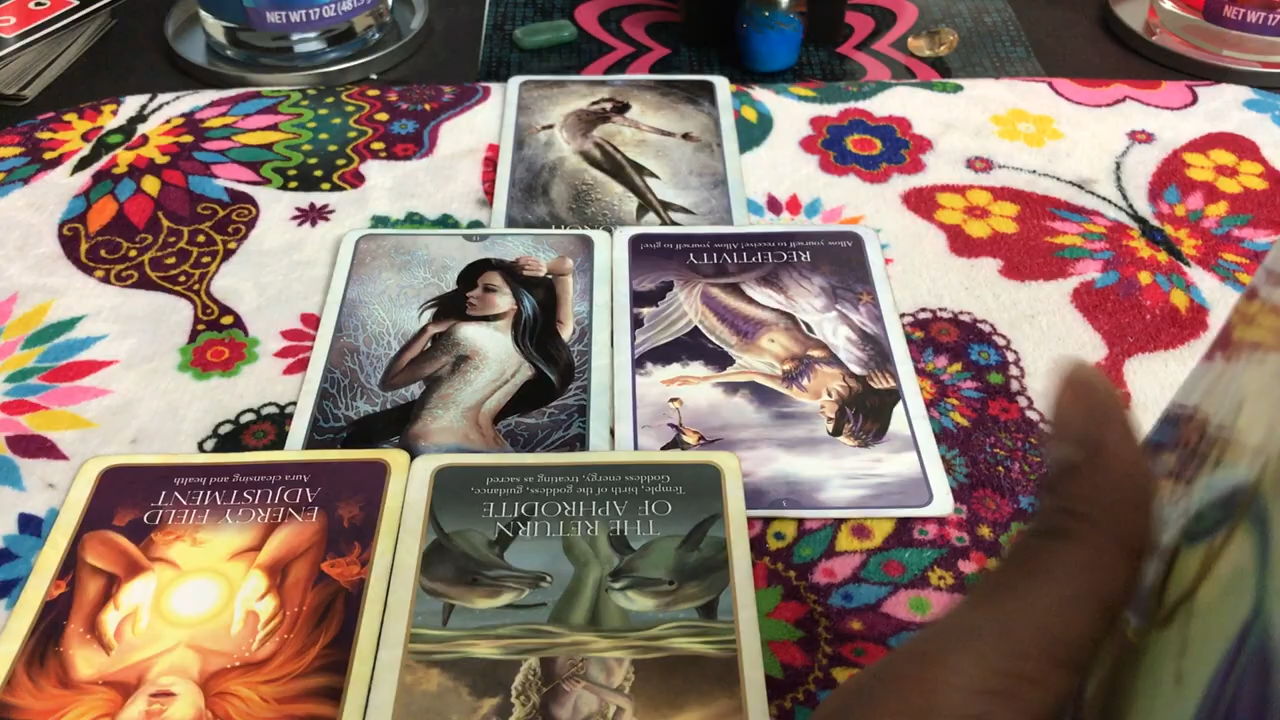 NET WT 17 OZ (481.
NET WT 17
Allow yourself to receive! Allow yourself to give!
RECEPTIVITY
3
11
ENERGY FIELD
ADJUSTMENT
Aura cleansing and health
THE RETURN
OF APHRODITE
Temple, birth of the goddess, guidance,
Goddess energy, treating as sacred